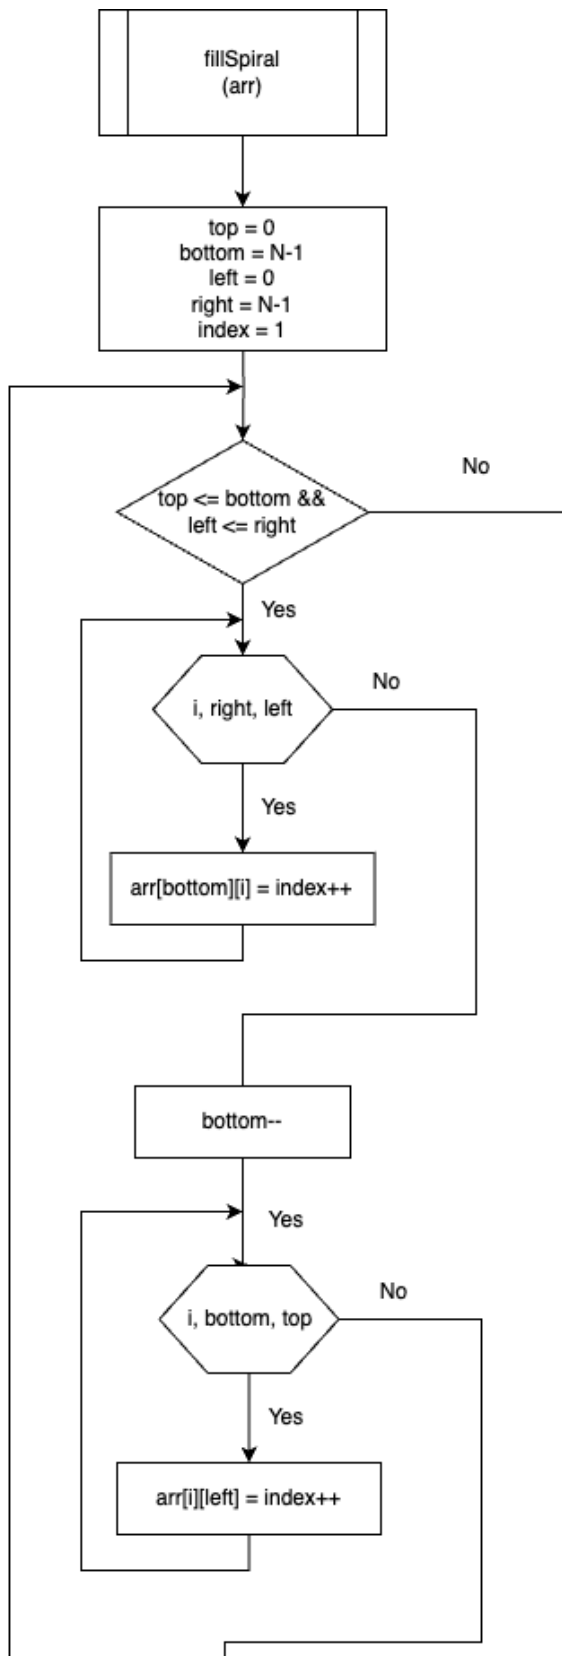 fillSpiral
(arr)
top = 0
bottom = N-1
left = 0
right = N-1
index = 1
No
top <= bottom &&
left <= right
Yes
No
i, right, left
Yes
arr[bottom][i] = index++
bottom--
Yes
No
i, bottom, top
Yes
arr[i][left] = index++